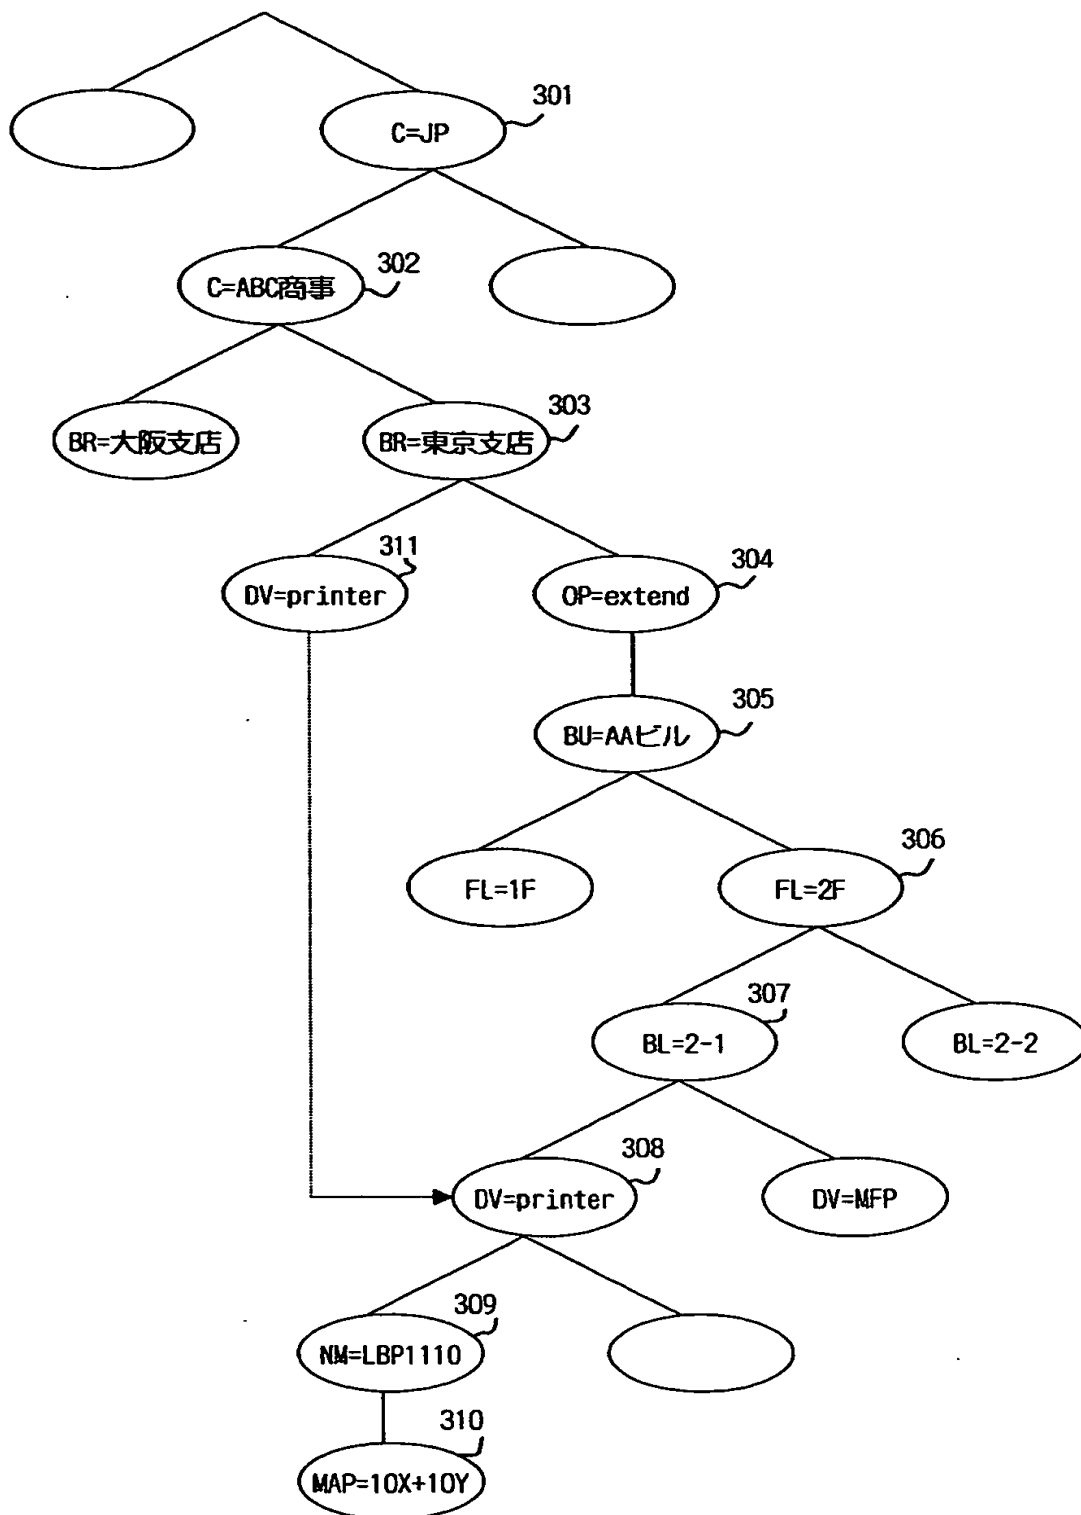 301
C=JP
302
C=ABC商事
303
BR=大阪支店
BR=東京支店
311
304
DV=printer
OP=extend
305
BU=AAビル
306
FL=1F
FL=2F
307
BL=2-1
BL=2-2
308
DV=printer
DV=MFP
309
NM=LBP1110
310
MAP=10X+10Y